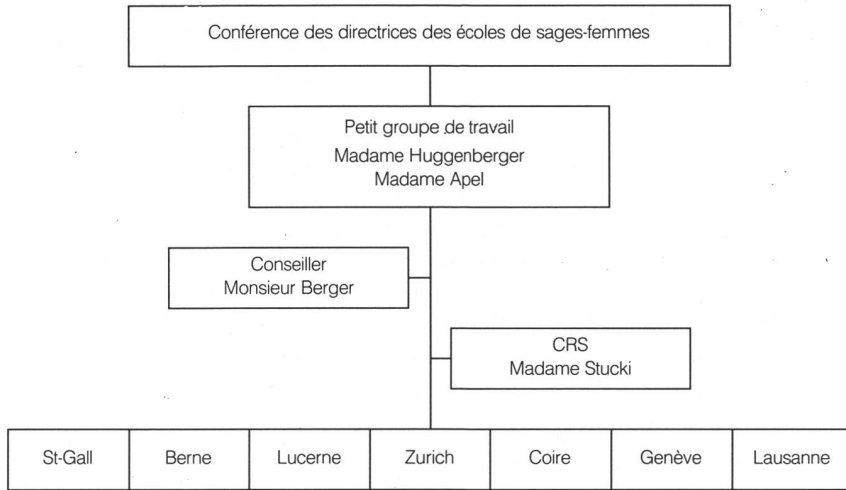 Conférence des directrices des écoles de sages-femmes
Petit groupe de travail
Madame Huggenberger
Madame Apel
Conseiller
Monsieur Berger
CRS
Madame Stucki
St-Gall
Berne
Lucerne
Zurich
Coire
Genève
Lausanne